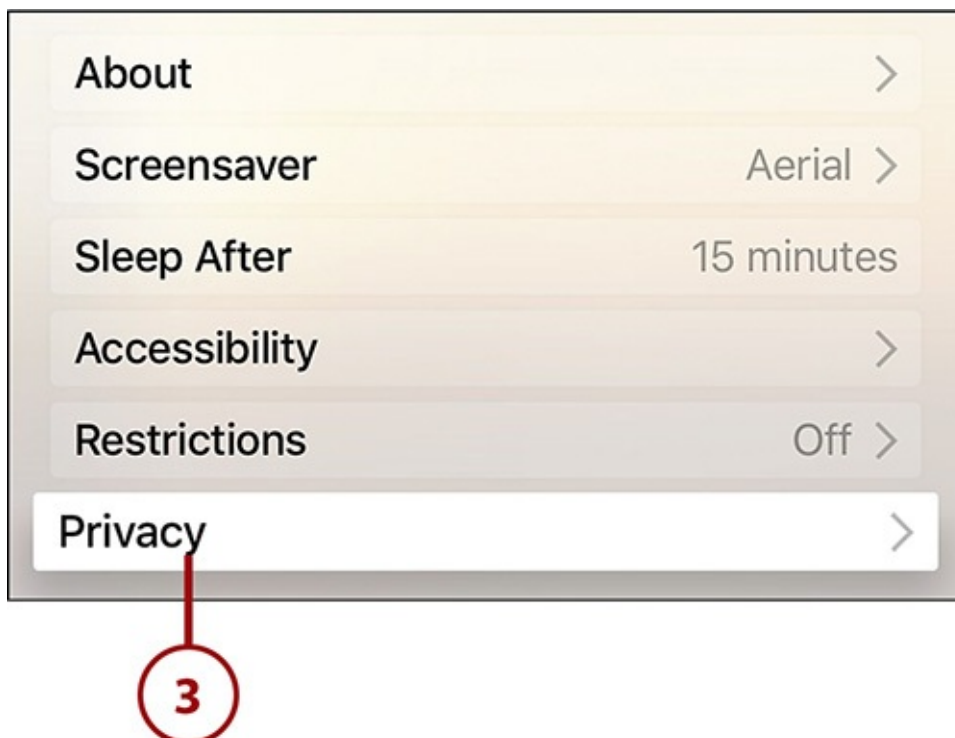 About
Screensaver Aerial
Sleep After 15 minutes
Accessibility
Restrictions Off
Privacy
3